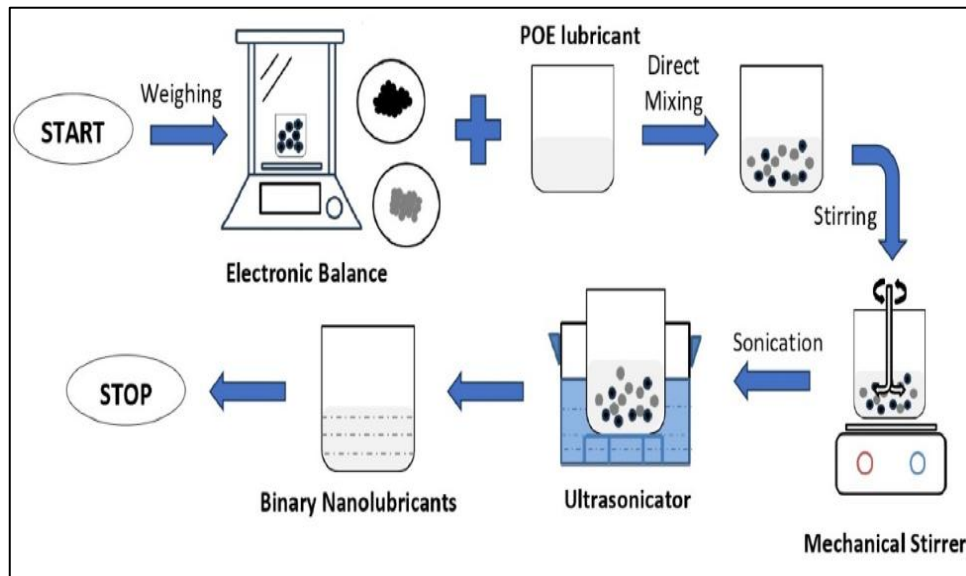 START
Weighing
Electronic Balance
POE lubricant
Direct
Mixing
Stirring
Mechanical Stirrer
Sonication
Ultrasonicator
Binary Nanolubricants
STOP